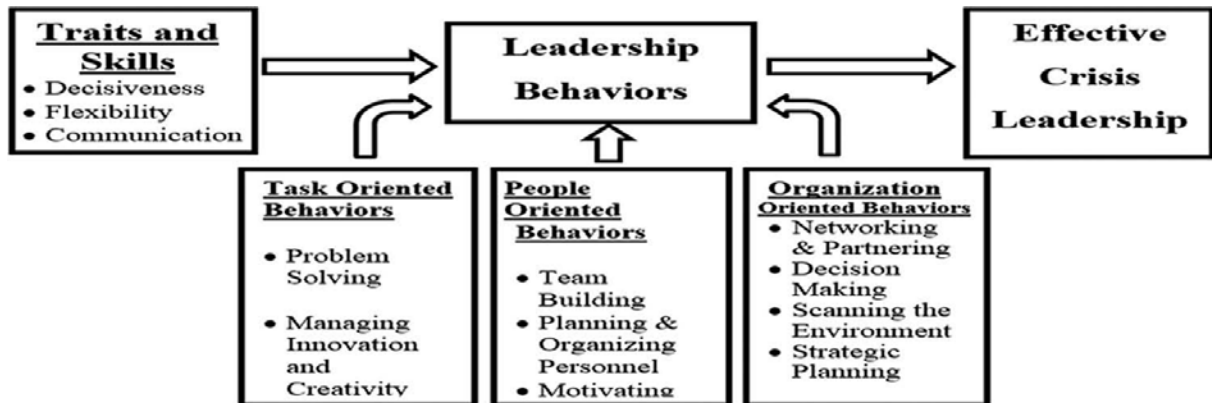 Traits and
Skills
• Decisiveness
• Flexibility
• Communication
Leadership
Behaviors
Effective
Crisis
Leadership
Task Oriented
Behaviors
• Problem
Solving
• Managing
Innovation
and
Creativity
People
Oriented
Behaviors
• Team
Building
• Planning &
Organizing
Personnel
• Motivating
Organization
Oriented Behaviors
• Networking
& Partnering
• Decision
Making
• Scanning the
Environment
• Strategic
Planning